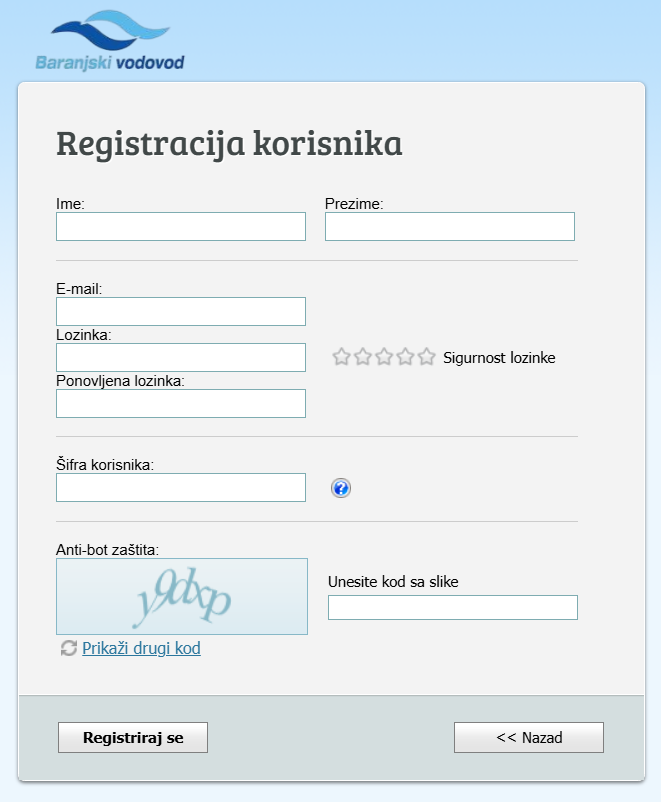 Baranjski vodovod
Registracija korisnika
Ime: Prezime:
E-mail:
Lozinka:
Sigurnost lozinke
Ponovljena lozinka:
Šifra korisnika:
?
Anti-bot zaštita:
y9dxp
Unesite kod sa slike
Prikaži drugi kod
Registriraj se << Nazad